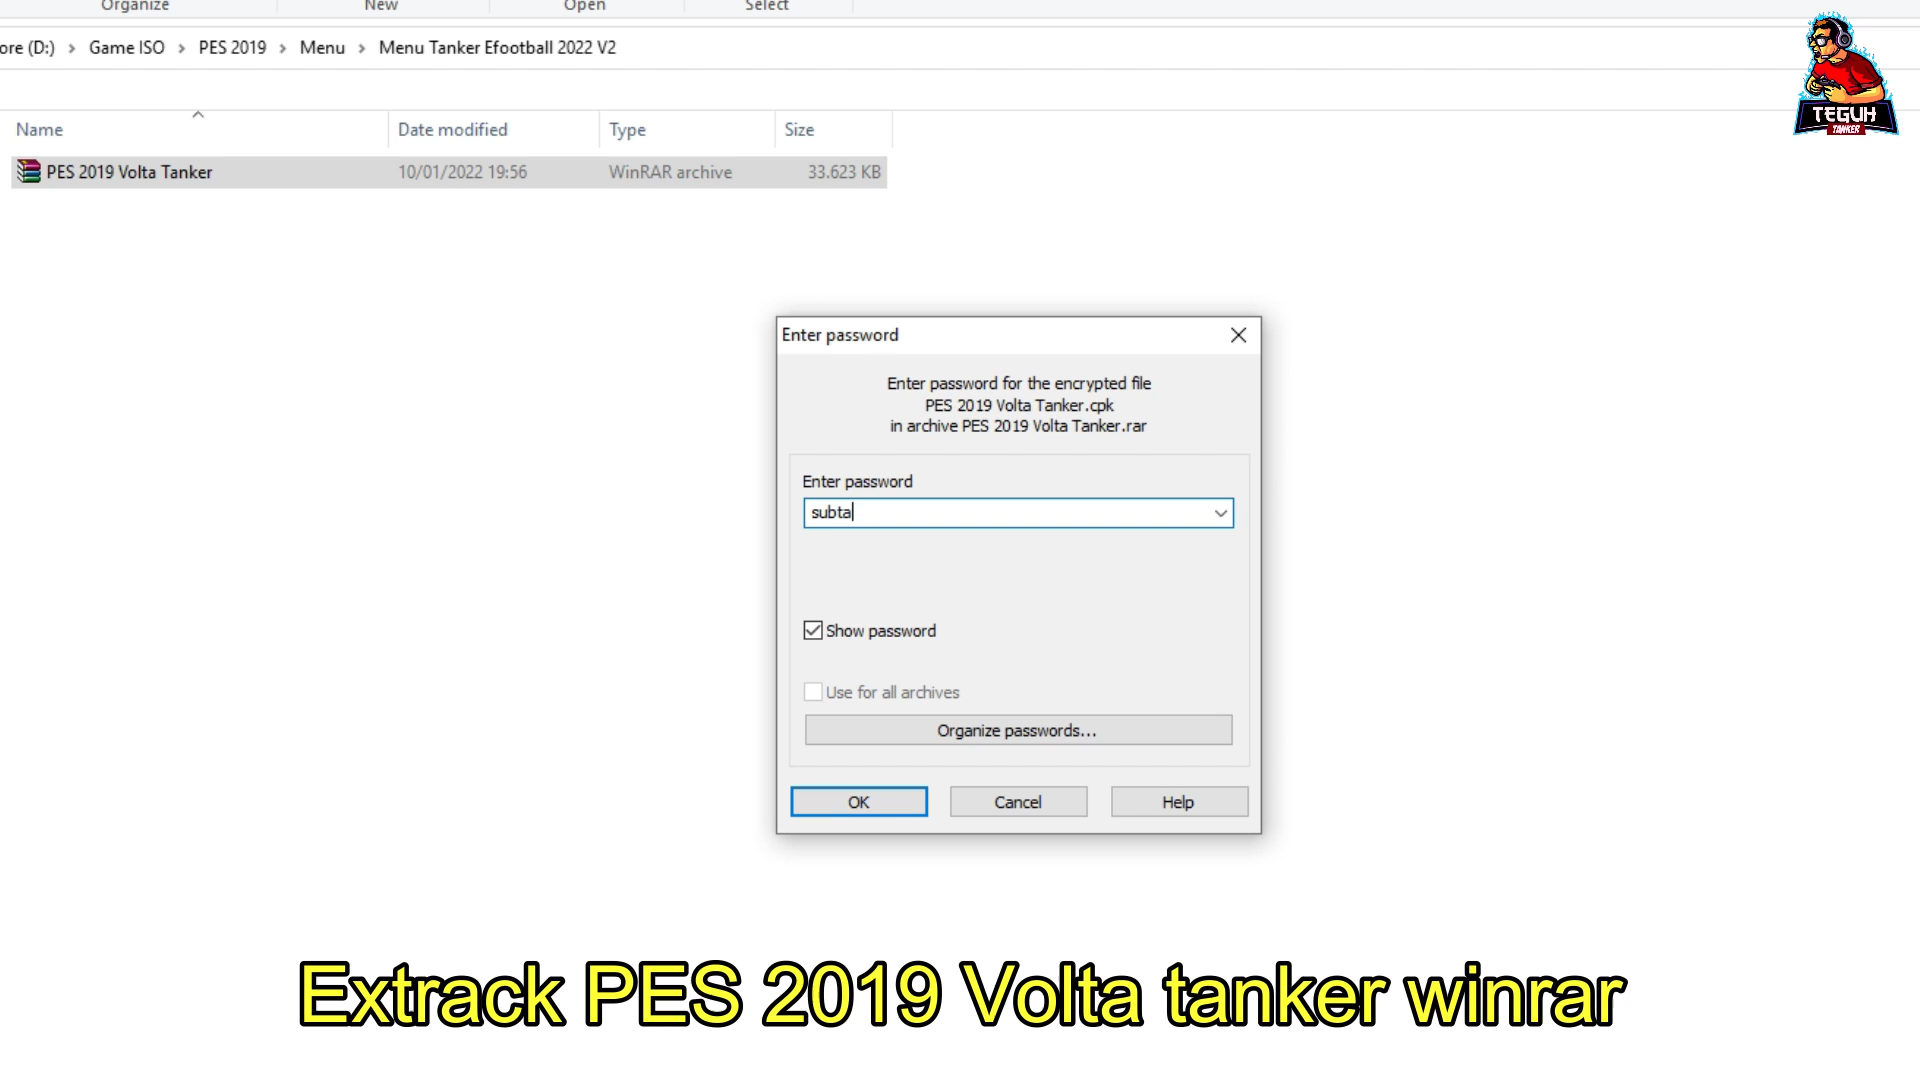 Organize New Open Select
ore (D:) > Game ISO > PES 2019 > Menu > Menu Tanker Efootball 2022 V2
TEGUH
TANKER
Name Date modified Type Size
PES 2019 Volta Tanker 10/01/2022 19:56 WinRAR archive 33.623 KB
Enter password
Enter password for the encrypted file
PES 2019 Volta Tanker.cpk
in archive PES 2019 Volta Tanker.rar
Enter password
subta
Show password
Use for all archives
Organize passwords...
OK Cancel Help
Extrack PES 2019 Volta tanker winrar